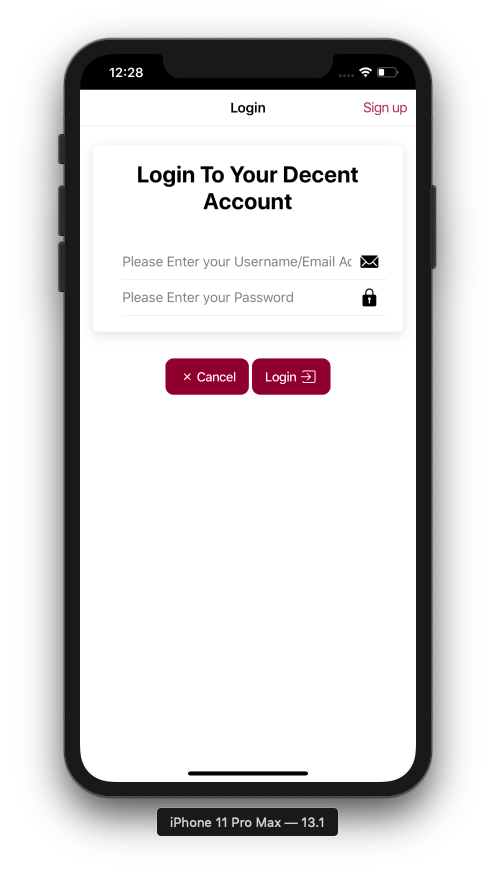 12:28
Login
Sign up
Login To Your Decent
Account
Please Enter your Username/Email Ac
Please Enter your Password
× Cancel
Login
iPhone 11 Pro Max — 13.1